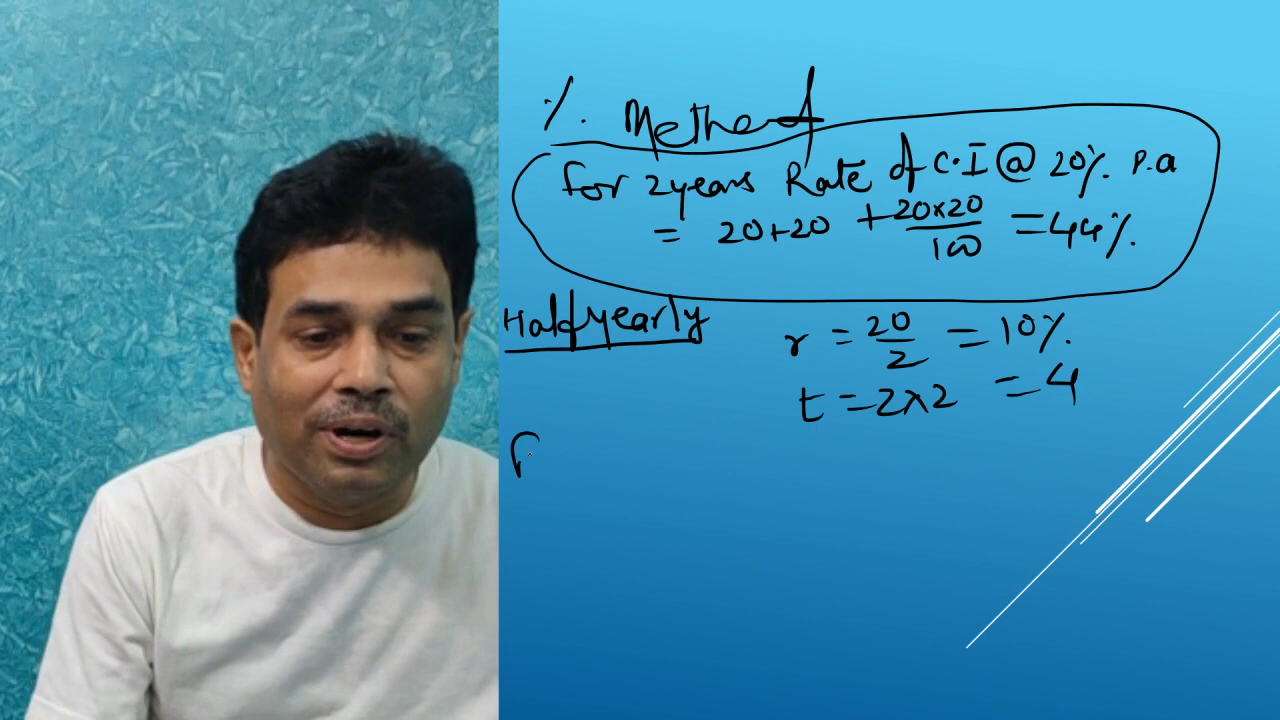 % Method
For 2years Rate of C.I @ 20% P.a
= 20+20 + 20×20/100 = 44%.
Half yearly r = 20/2 = 10%.
t = 2×2 = 4
F